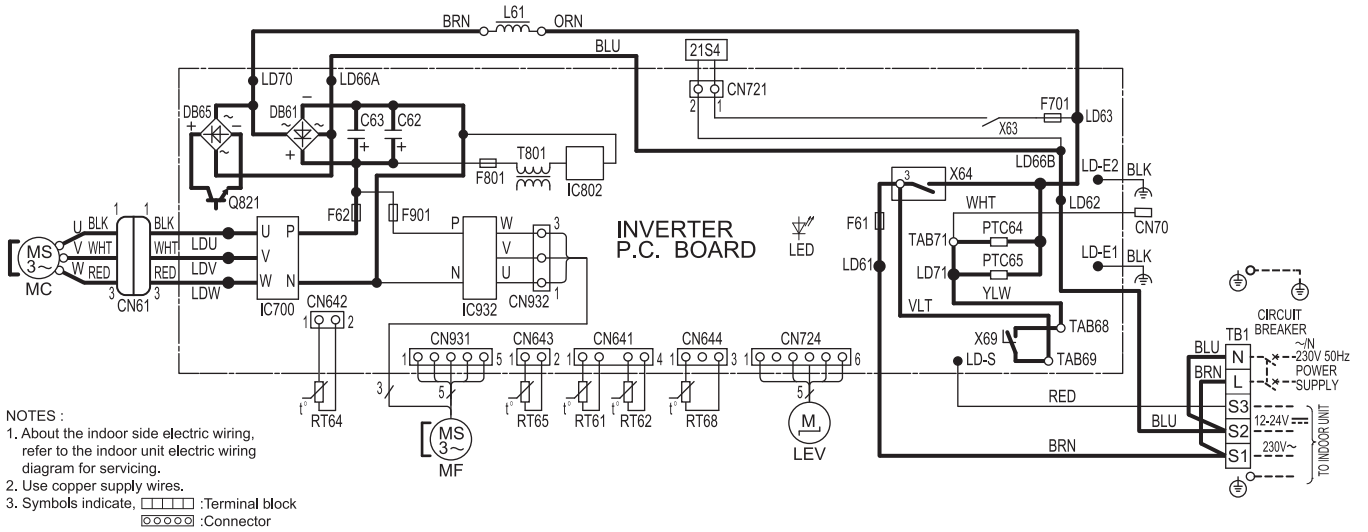 L61
BRN
ORN
BLU
21S4
LD70
LD66A
CN721
2
1
F701
X63
LD63
DB65
+
~
−
~
DB61
−
~
~
+
C63
+
C62
+
T801
F801
IC802
Q821
LD66B
3
X64
LD-E2
BLK
WHT
LD62
CN70
F62
F901
P
W
V
U
N
3
1
IC932
CN932
INVERTER
P.C. BOARD
LED
F61
TAB71
PTC64
PTC65
LD61
LD71
YLW
VLT
LD-E1
BLK
MS
3~
MC
U
V
W
BLK
WHT
RED
1
3
1
3
CN61
BLK
WHT
RED
LDU
LDV
LDW
U
V
W
P
N
IC700
CN642
1
2
t°
RT64
CN931
1
5
3
5
MS
3~
MF
CN643
1
2
t°
RT65
CN641
1
4
t°
RT61
t°
RT62
CN644
1
3
t°
RT68
CN724
1
6
5
M
LEV
X69
TAB68
TAB69
LD-S
RED
BRN
BLU
CIRCUIT
BREAKER
TB1
BLU
BRN
N
L
S3
S2
S1
~/N
230V 50Hz
POWER
SUPPLY
12-24V
230V~
TO INDOOR UNIT
NOTES :
1. About the indoor side electric wiring,
refer to the indoor unit electric wiring
diagram for servicing.
2. Use copper supply wires.
3. Symbols indicate, :Terminal block
:Connector